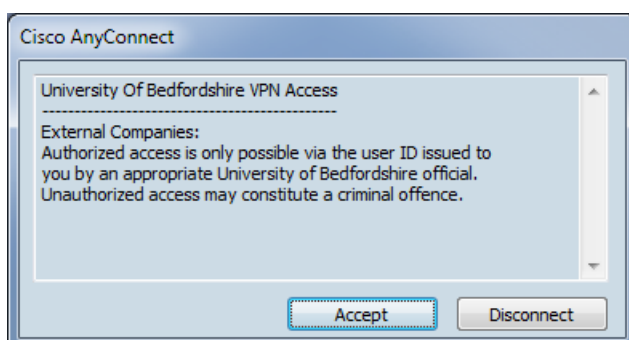 Cisco AnyConnect
University Of Bedfordshire VPN Access
----------------------------------------------
External Companies:
Authorized access is only possible via the user ID issued to
you by an appropriate University of Bedfordshire official.
Unauthorized access may constitute a criminal offence.
Accept Disconnect